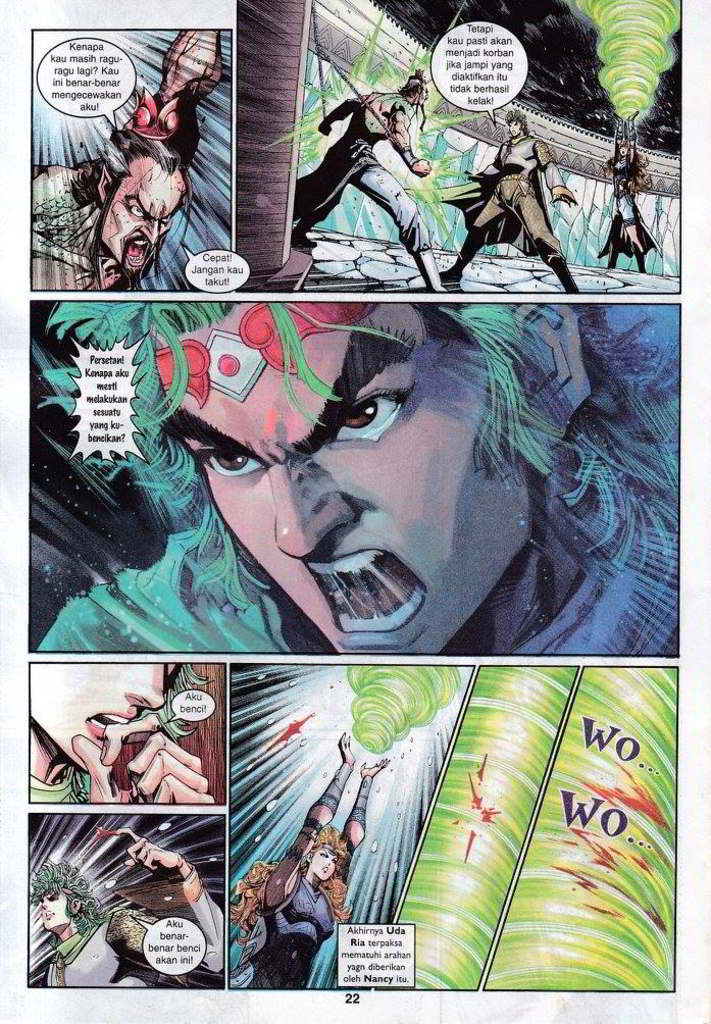 Kenapa
kau masih ragu-
ragu lagi? Kau
ini benar-benar
mengecewakan
aku!
Cepat!
Jangan kau
takut!
Tetapi
kau pasti akan
menjadi korban
jika jampi yang
diaktifkan itu
tidak berhasil
kelak!
Persetan!
Kenapa aku
mesti
melakukan
sesuatu
yang ku-
bencikan?
Aku
benci!
Aku
benar-
benar benci
akan ini!
Akhirnya Uda
Ria terpaksa
mematuhi arahan
yagn diberikan
oleh Nancy itu.
WO...
WO...
22